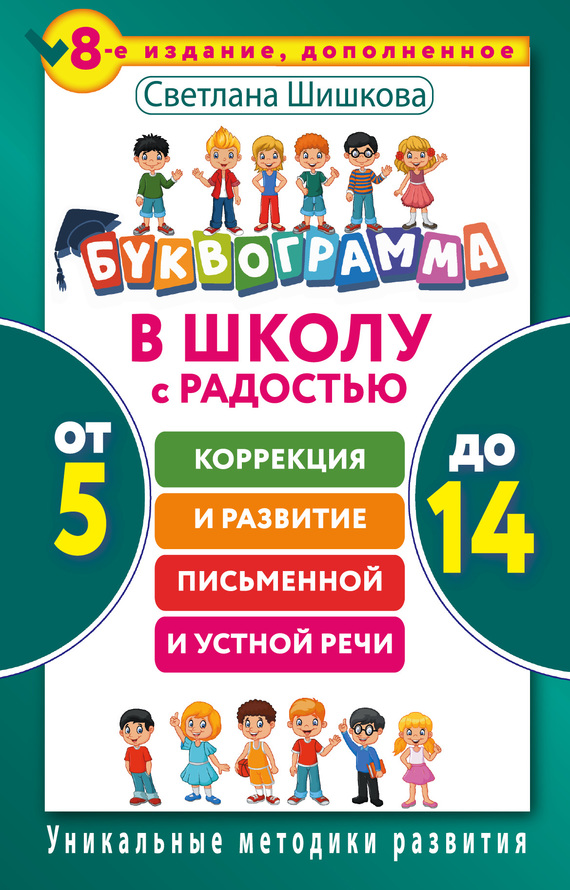 8-е издание, дополненное
Светлана Шишкова
БУКВОГРАММА
В ШКОЛУ
с РАДОСТЬЮ
ОТ
5
ДО
14
КОРРЕКЦИЯ
И РАЗВИТИЕ
ПИСЬМЕННОЙ
И УСТНОЙ РЕЧИ
Уникальные методики развития